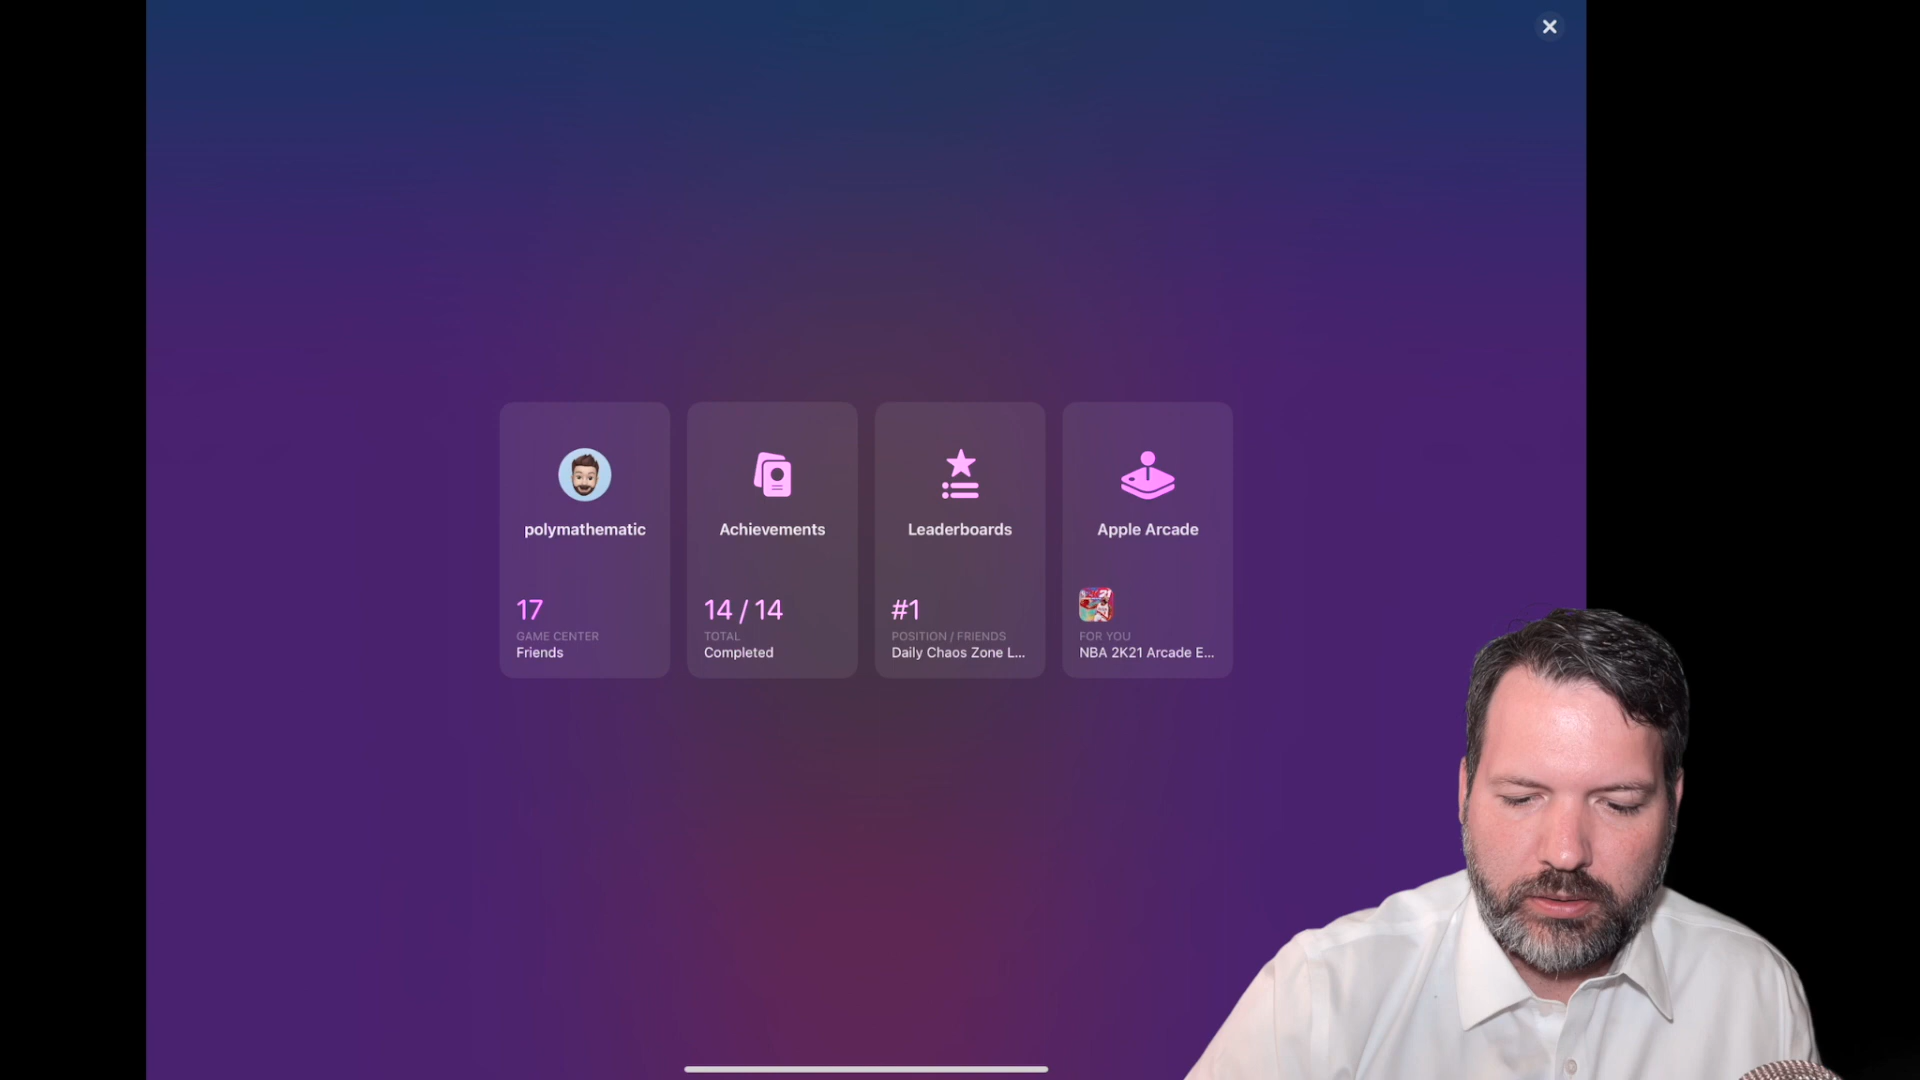 polymathematic
17
GAME CENTER
Friends
Achievements
14 / 14
TOTAL
Completed
Leaderboards
#1
POSITION / FRIENDS
Daily Chaos Zone L...
Apple Arcade
FOR YOU
NBA 2K21 Arcade E...